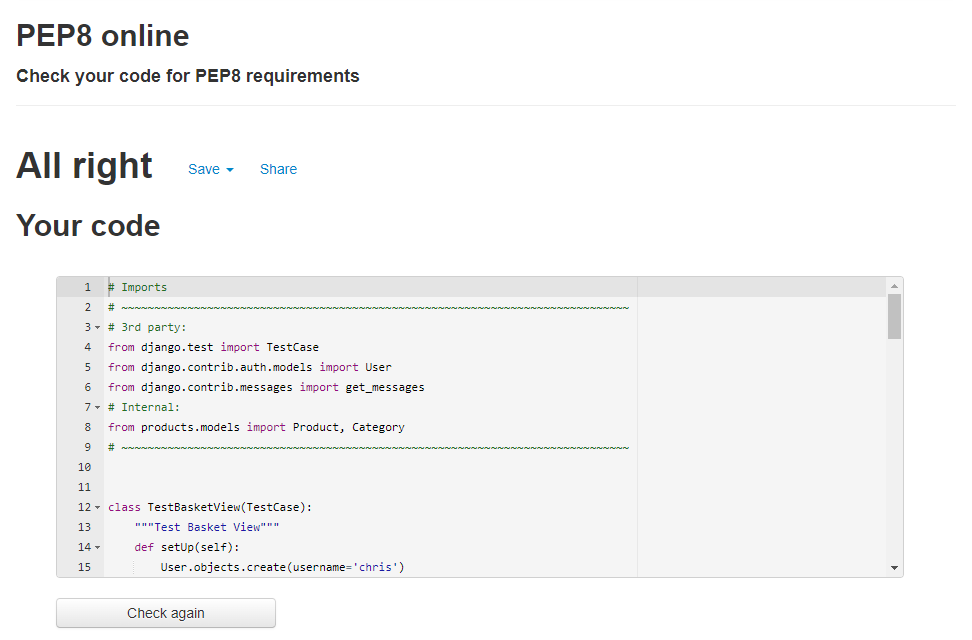 PEP8 online
Check your code for PEP8 requirements
All right Save Share
Your code
1 # Imports
2 # ~~~~~~~~~~~~~~~~~~~~~~~~~~~~~~~~~~~~~~~~~~~~~~~~~~~~~~~~~~~~~~~~~~~~~~~~~~~~~
3 # 3rd party:
4 from django.test import TestCase
5 from django.contrib.auth.models import User
6 from django.contrib.messages import get_messages
7 # Internal:
8 from products.models import Product, Category
9 # ~~~~~~~~~~~~~~~~~~~~~~~~~~~~~~~~~~~~~~~~~~~~~~~~~~~~~~~~~~~~~~~~~~~~~~~~~~~~~
10
11
12 class TestBasketView(TestCase):
13     """Test Basket View"""
14     def setUp(self):
15         User.objects.create(username='chris')
Check again